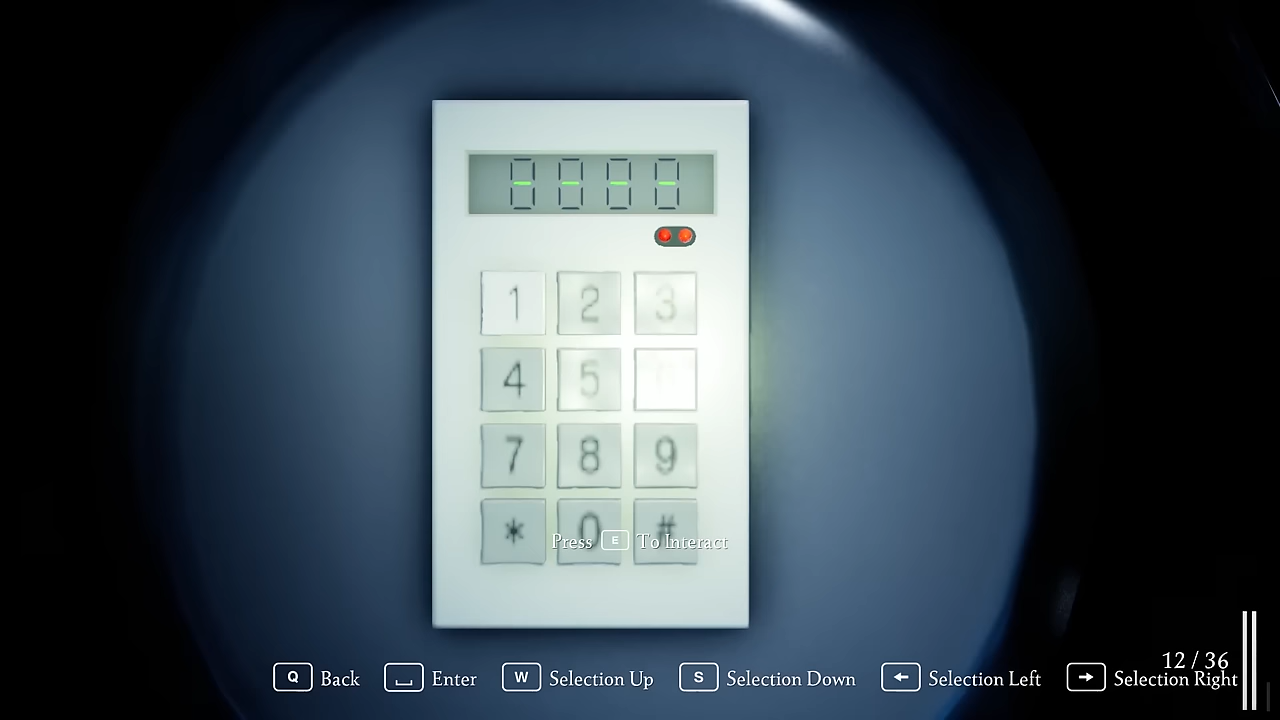 1 2 3
4 5
7 8 9
* 0 #
Press E To Interact
12 / 36
Q Back Enter W Selection Up S Selection Down ← Selection Left → Selection Right